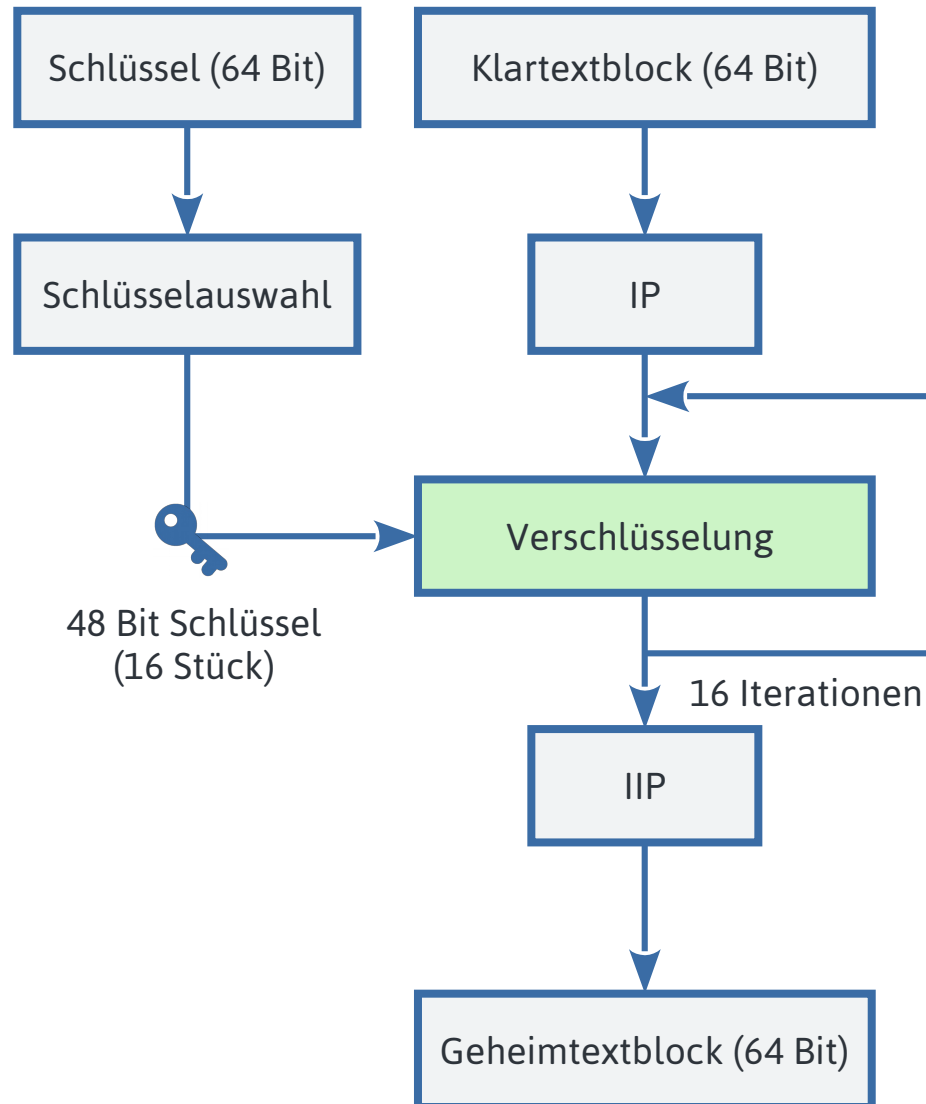 Schlüssel (64 Bit)
Klartextblock (64 Bit)
Schlüsselauswahl
IP
Verschlüsselung
48 Bit Schlüssel
(16 Stück)
16 Iterationen
IIP
Geheimtextblock (64 Bit)